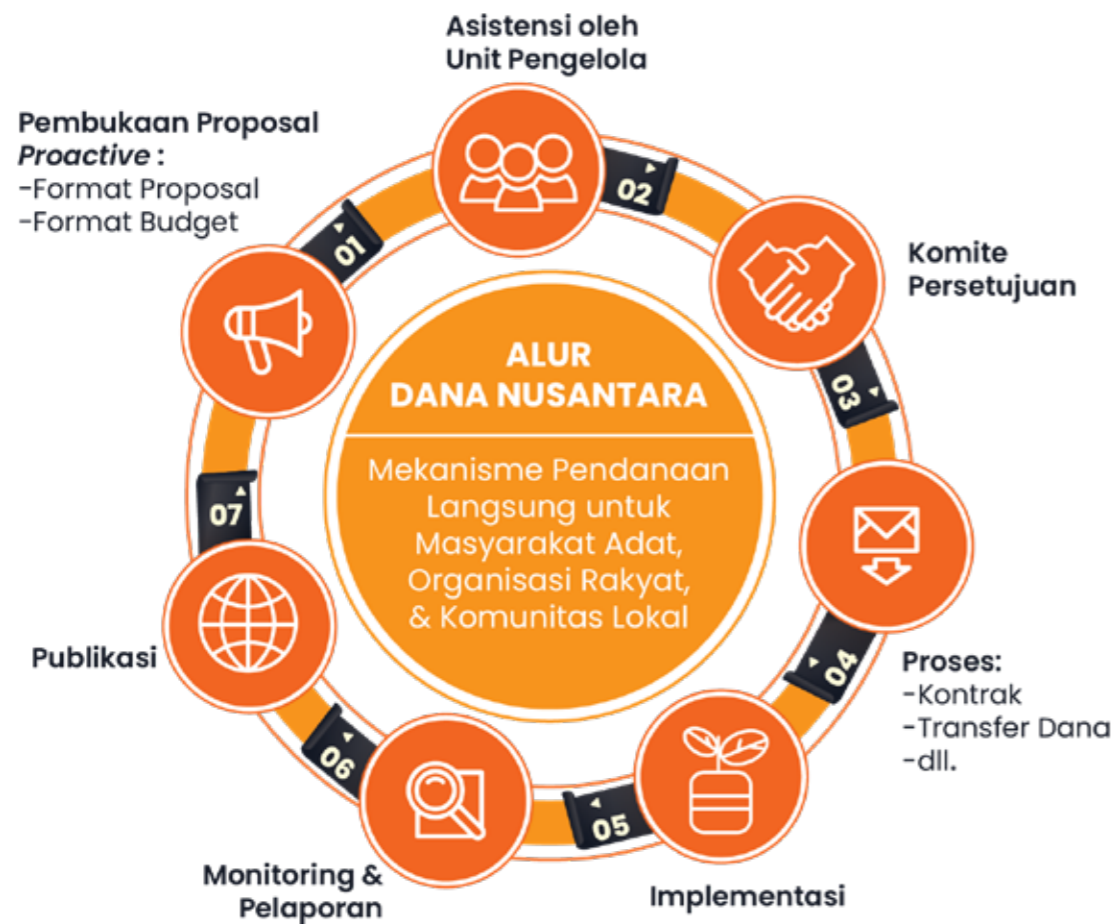 Asistensi oleh
Unit Pengelola
Pembukaan Proposal
Proactive :
-Format Proposal
-Format Budget
01
02
Komite
Persetujuan
03
ALUR
DANA NUSANTARA
Mekanisme Pendanaan
Langsung untuk
Masyarakat Adat,
Organisasi Rakyat,
& Komunitas Lokal
07
04
Proses:
-Kontrak
-Transfer Dana
-dll.
Publikasi
06
05
Monitoring &
Pelaporan
Implementasi